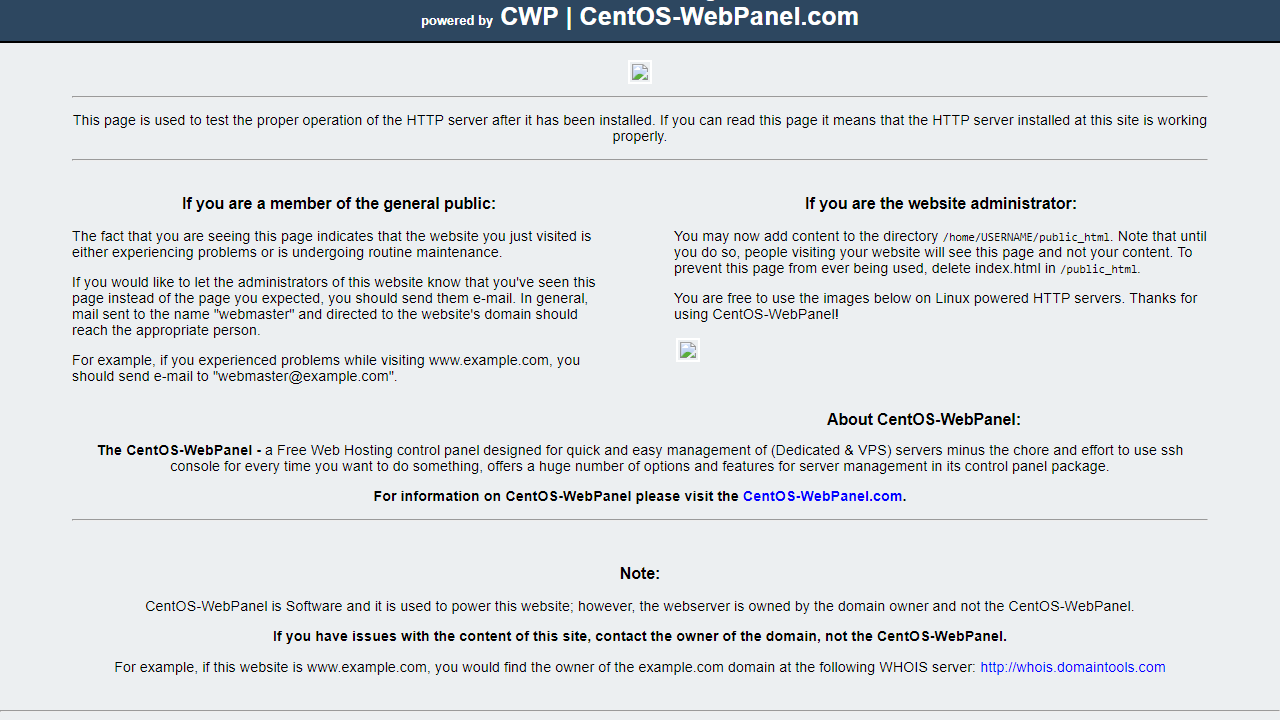 powered by CWP | CentOS-WebPanel.com
This page is used to test the proper operation of the HTTP server after it has been installed. If you can read this page it means that the HTTP server installed at this site is working
properly.
If you are a member of the general public:
The fact that you are seeing this page indicates that the website you just visited is
either experiencing problems or is undergoing routine maintenance.
If you would like to let the administrators of this website know that you've seen this
page instead of the page you expected, you should send them e-mail. In general,
mail sent to the name "webmaster" and directed to the website's domain should
reach the appropriate person.
For example, if you experienced problems while visiting www.example.com, you
should send e-mail to "webmaster@example.com".
If you are the website administrator:
You may now add content to the directory /home/USERNAME/public_html. Note that until
you do so, people visiting your website will see this page and not your content. To
prevent this page from ever being used, delete index.html in /public_html.
You are free to use the images below on Linux powered HTTP servers. Thanks for
using CentOS-WebPanel!
About CentOS-WebPanel:
The CentOS-WebPanel - a Free Web Hosting control panel designed for quick and easy management of (Dedicated & VPS) servers minus the chore and effort to use ssh
console for every time you want to do something, offers a huge number of options and features for server management in its control panel package.
For information on CentOS-WebPanel please visit the CentOS-WebPanel.com.
Note:
CentOS-WebPanel is Software and it is used to power this website; however, the webserver is owned by the domain owner and not the CentOS-WebPanel.
If you have issues with the content of this site, contact the owner of the domain, not the CentOS-WebPanel.
For example, if this website is www.example.com, you would find the owner of the example.com domain at the following WHOIS server: http://whois.domaintools.com